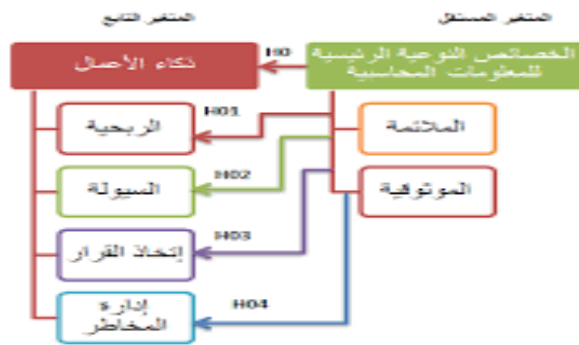 المتغير المستقل
المتغير التابع
الخصائص النوعية الرئيسية
للمعلومات المحاسبية
H0
ذكاء الأعمال
الملائمة
الموثوقية
H01
الربحية
H02
السيولة
H03
إتخاذ القرار
H04
إدارة
المخاطر